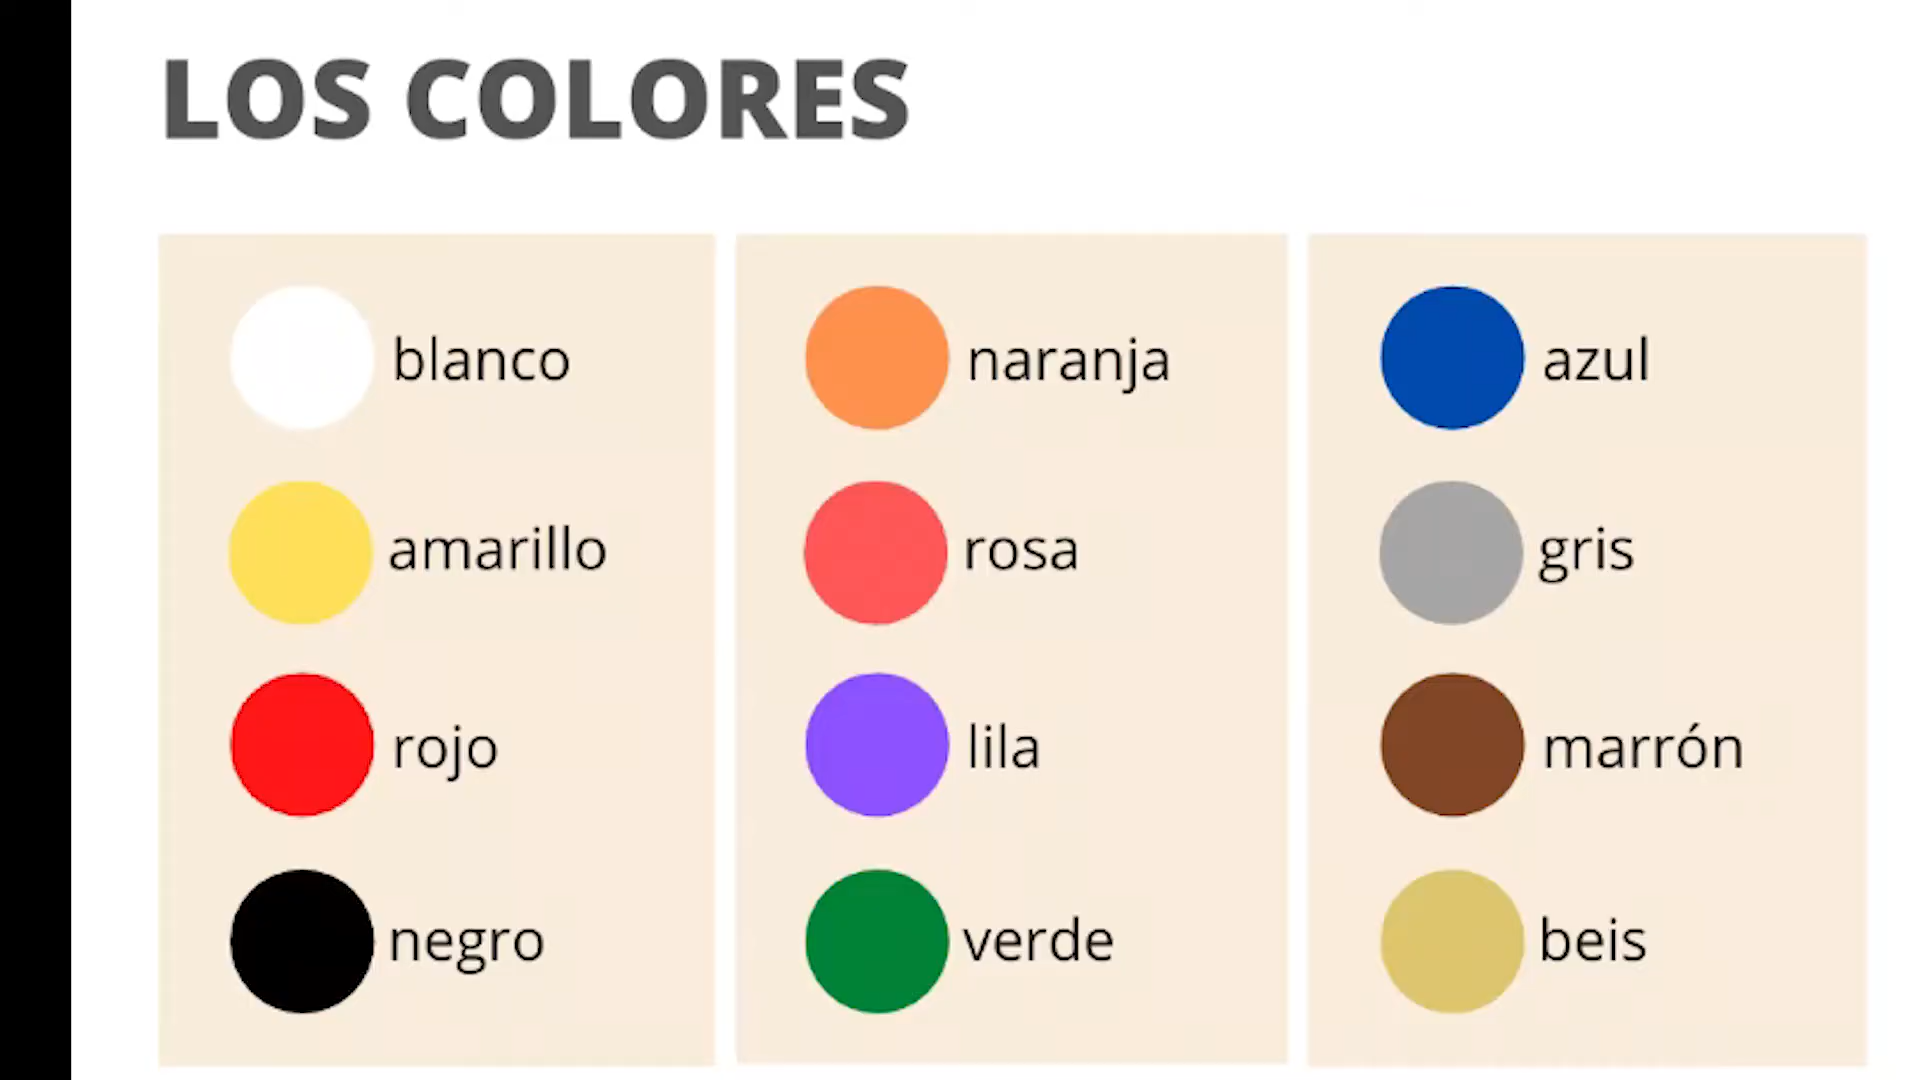 LOS COLORES
blanco
amarillo
rojo
negro
naranja
rosa
lila
verde
azul
gris
marrón
beis